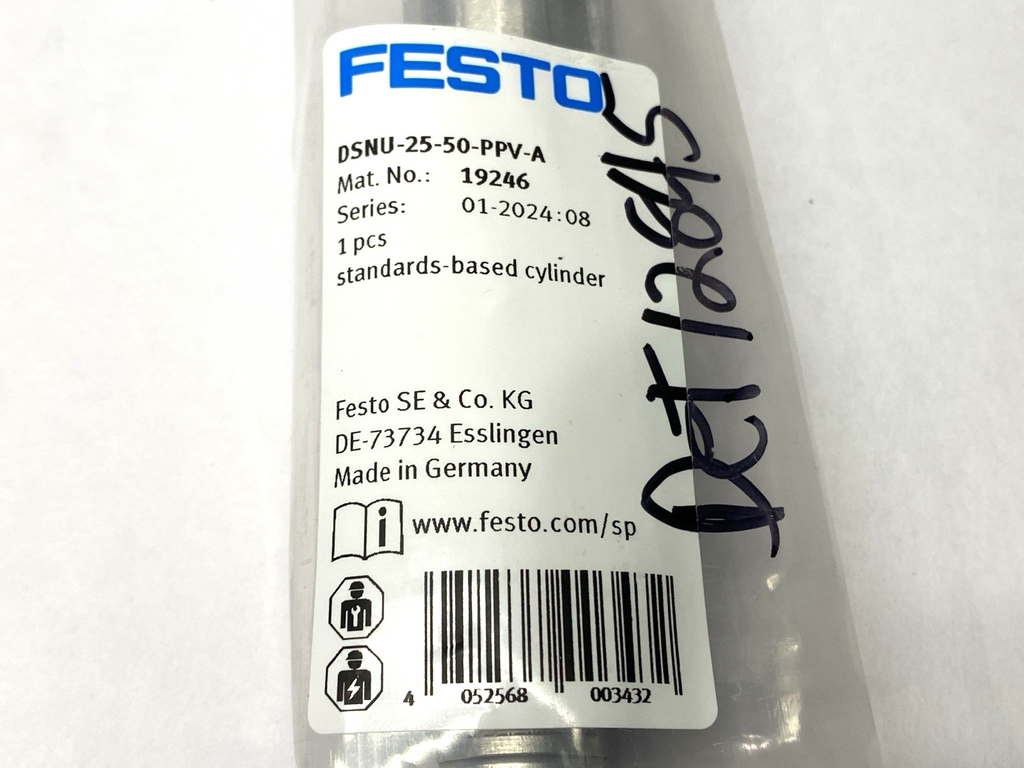 FESTO
DSNU-25-50-PPV-A
Mat. No.: 19246
Series: 01-2024:08
1 pcs
standards-based cylinder
Festo SE & Co. KG
DE-73734 Esslingen
Made in Germany
i www.festo.com/sp
4 052568 003432